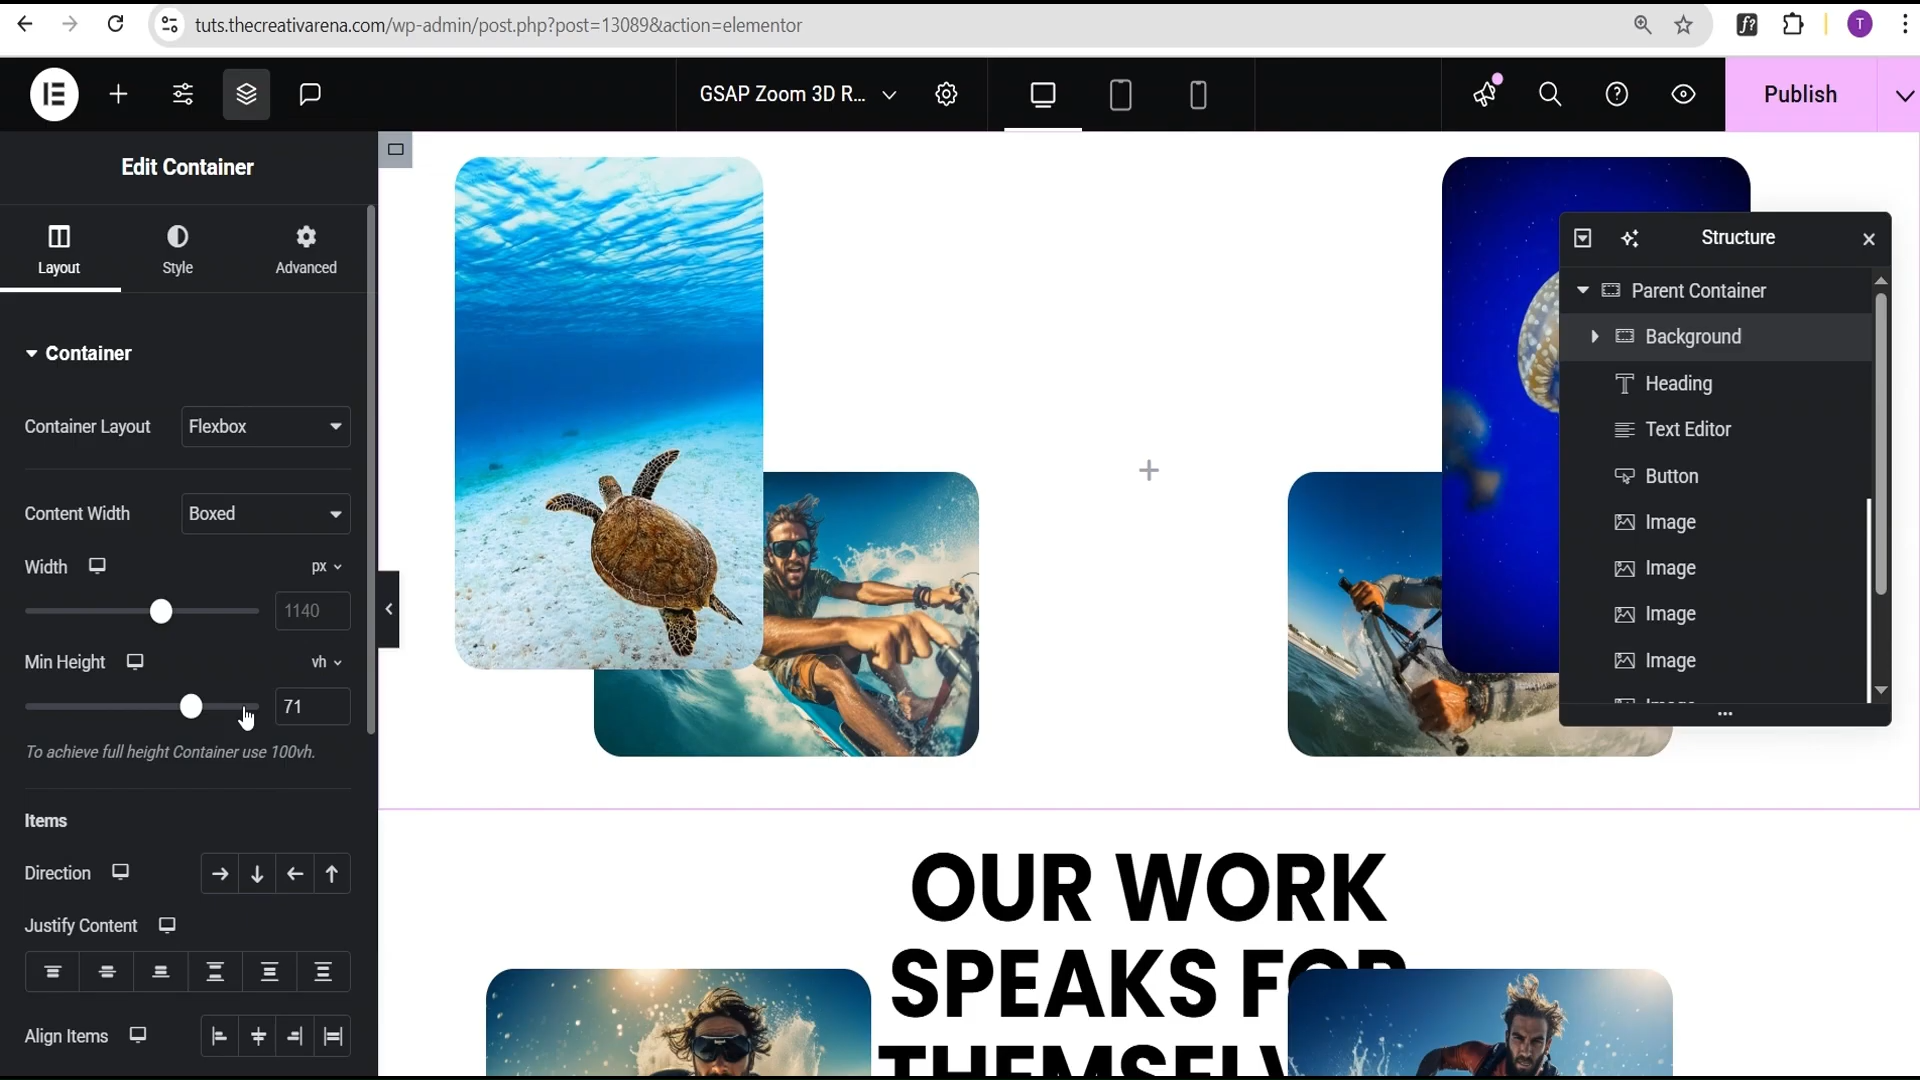 tuts.thecreativarena.com/wp-admin/post.php?post=13089&action=elementor
f?
T
GSAP Zoom 3D R...
Publish
Edit Container
Layout
Style
Advanced
Container
Container Layout
Flexbox
Content Width
Boxed
Width
px
1140
Min Height
vh
71
To achieve full height Container use 100vh.
Items
Direction
Justify Content
Align Items
Structure
Parent Container
Background
Heading
Text Editor
Button
Image
Image
Image
Image
OUR WORK
SPEAKS FOR